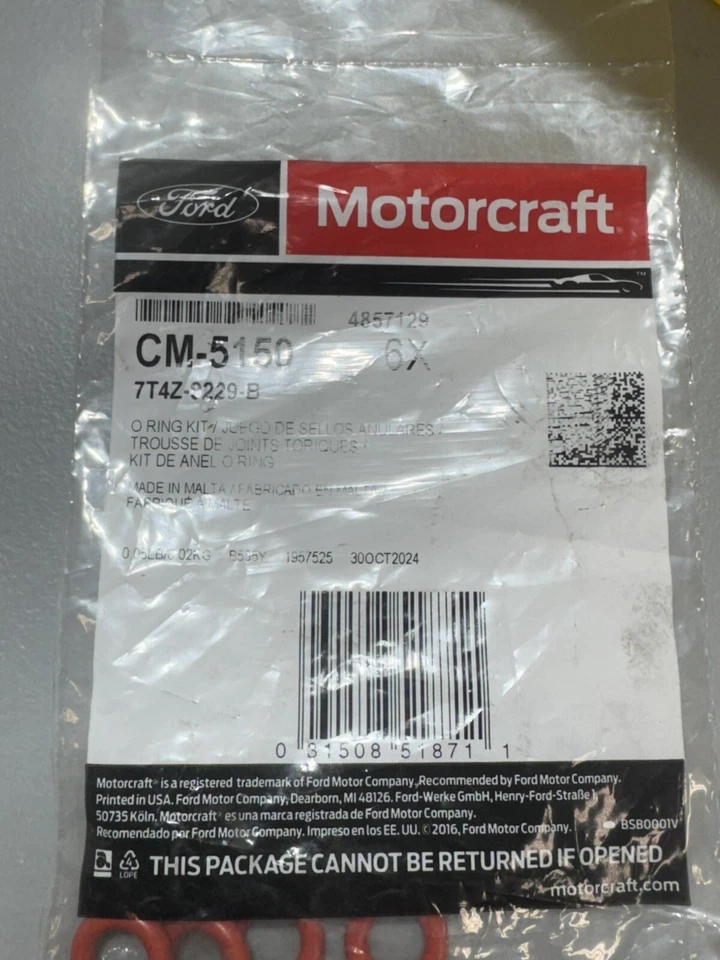 Ford
Motorcraft
™
4857129
CM-5150 6X
7T4Z-9229-B
O RING KIT / JUEGO DE SELLOS ANULARES /
TROUSSE DE JOINTS TORIQUES /
KIT DE ANEL O RING
MADE IN MALTA / FABRICADO EN MALTA /
FABRIQUÉ A MALTE
0.05LB/0.02KG 1957525 30OCT2024
0 31508 51871 1
Motorcraft® is a registered trademark of Ford Motor Company. Recommended by Ford Motor Company.
Printed in USA. Ford Motor Company, Dearborn, MI 48126. Ford-Werke GmbH, Henry-Ford-Straße 1,
50735 Köln. Motorcraft® es una marca registrada de Ford Motor Company.
Recomendado por Ford Motor Company. Impreso en los EE. UU. © 2016, Ford Motor Company. BSB0001V
4
LDPE
THIS PACKAGE CANNOT BE RETURNED IF OPENED
motorcraft.com